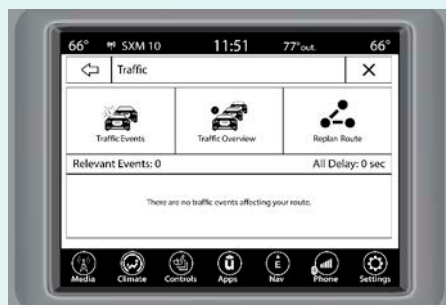 66° SXM 10 11:51 77°out. 66°
Traffic X
Traffic Events Traffic Overview Replan Route
Relevant Events: 0 All Delay: 0 sec
There are no traffic events affecting your route.
Media Climate Controls Apps Nav Phone Settings